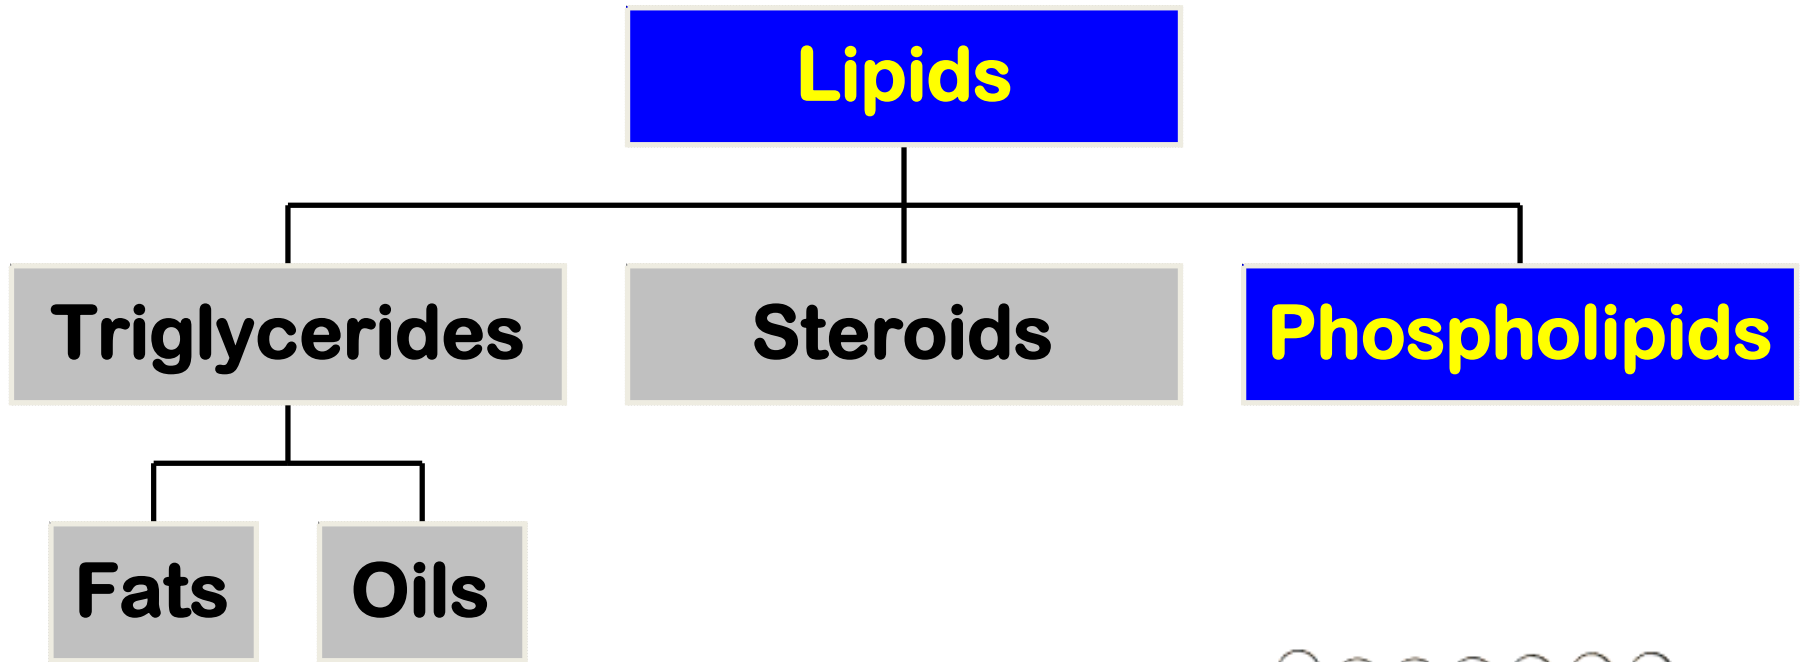 Lipids
Triglycerides
Steroids
Phospholipids
Fats
Oils